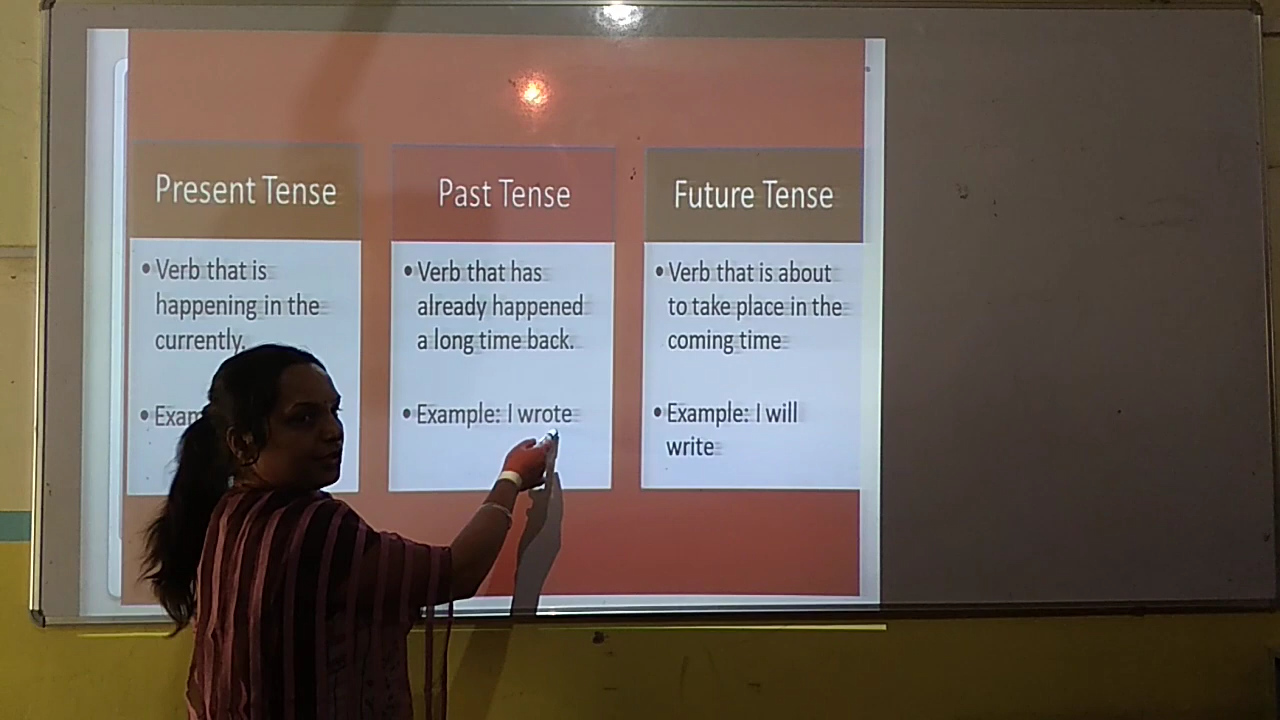 Present Tense
• Verb that is
happening in the
currently.
• Exam
Past Tense
• Verb that has
already happened
a long time back.
• Example: I wrote
Future Tense
• Verb that is about
to take place in the
coming time
• Example: I will
write